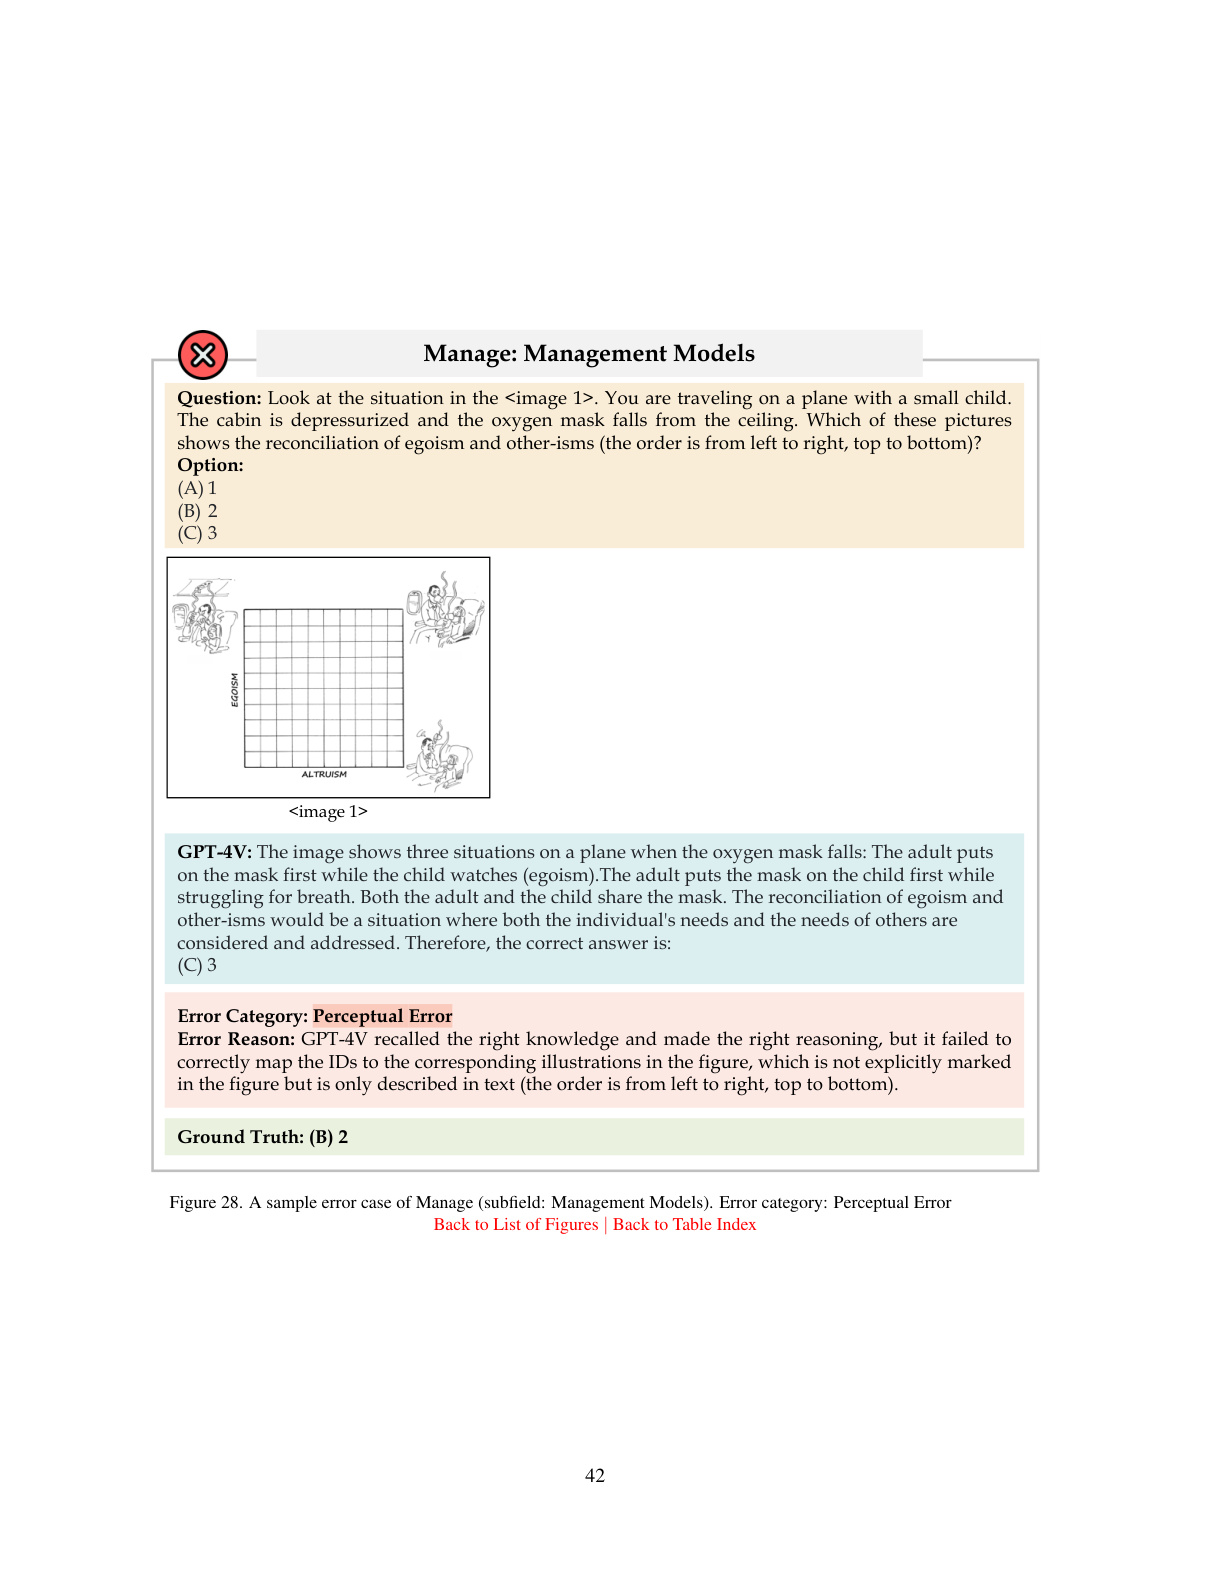 Manage: Management Models
Question: Look at the situation in the <image 1>. You are traveling on a plane with a small child.
The cabin is depressurized and the oxygen mask falls from the ceiling. Which of these pictures
shows the reconciliation of egoism and other-isms (the order is from left to right, top to bottom)?
Option:
(A) 1
(B) 2
(C) 3
EGOISM
ALTRUISM
<image 1>
GPT-4V: The image shows three situations on a plane when the oxygen mask falls: The adult puts
on the mask first while the child watches (egoism).The adult puts the mask on the child first while
struggling for breath. Both the adult and the child share the mask. The reconciliation of egoism and
other-isms would be a situation where both the individual's needs and the needs of others are
considered and addressed. Therefore, the correct answer is:
(C) 3
Error Category: Perceptual Error
Error Reason: GPT-4V recalled the right knowledge and made the right reasoning, but it failed to
correctly map the IDs to the corresponding illustrations in the figure, which is not explicitly marked
in the figure but is only described in text (the order is from left to right, top to bottom).
Ground Truth: (B) 2
Figure 28. A sample error case of Manage (subfield: Management Models). Error category: Perceptual Error
Back to List of Figures | Back to Table Index
42